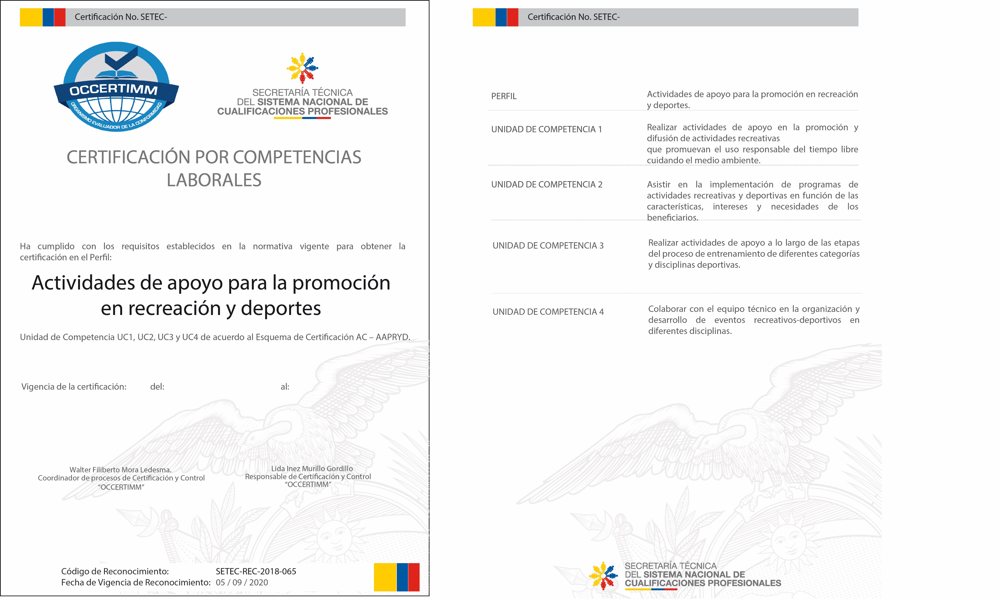 Certificación No. SETEC-
OCCERTIMM
ORGANISMO EVALUADOR DE LA CONFORMIDAD
SECRETARÍA TÉCNICA
DEL SISTEMA NACIONAL DE
CUALIFICACIONES PROFESIONALES
CERTIFICACIÓN POR COMPETENCIAS
LABORALES
Ha cumplido con los requisitos establecidos en la normativa vigente para obtener la
certificación en el Perfil:
Actividades de apoyo para la promoción
en recreación y deportes
Unidad de Competencia UC1, UC2, UC3 y UC4 de acuerdo al Esquema de Certificación AC – AAPRYD.
Vigencia de la certificación: del: al:
Walter Filiberto Mora Ledesma.
Coordinador de procesos de Certificación y Control
“OCCERTIMM”
Lida Inez Murillo Gordillo
Responsable de Certificación y Control
“OCCERTIMM”
Código de Reconocimiento: SETEC-REC-2018-065
Fecha de Vigencia de Reconocimiento: 05 / 09 / 2020
Certificación No. SETEC-
PERFIL
Actividades de apoyo para la promoción en recreación
y deportes.
UNIDAD DE COMPETENCIA 1
Realizar actividades de apoyo en la promoción y
difusión de actividades recreativas
que promuevan el uso responsable del tiempo libre
cuidando el medio ambiente.
UNIDAD DE COMPETENCIA 2
Asistir en la implementación de programas de
actividades recreativas y deportivas en función de las
características, intereses y necesidades de los
beneficiarios.
UNIDAD DE COMPETENCIA 3
Realizar actividades de apoyo a lo largo de las etapas
del proceso de entrenamiento de diferentes categorías
y disciplinas deportivas.
UNIDAD DE COMPETENCIA 4
Colaborar con el equipo técnico en la organización y
desarrollo de eventos recreativos-deportivos en
diferentes disciplinas.
SECRETARÍA TÉCNICA
DEL SISTEMA NACIONAL DE
CUALIFICACIONES PROFESIONALES